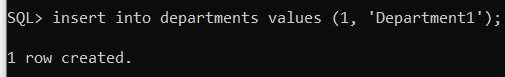 SQL> insert into departments values (1, 'Department1');
1 row created.